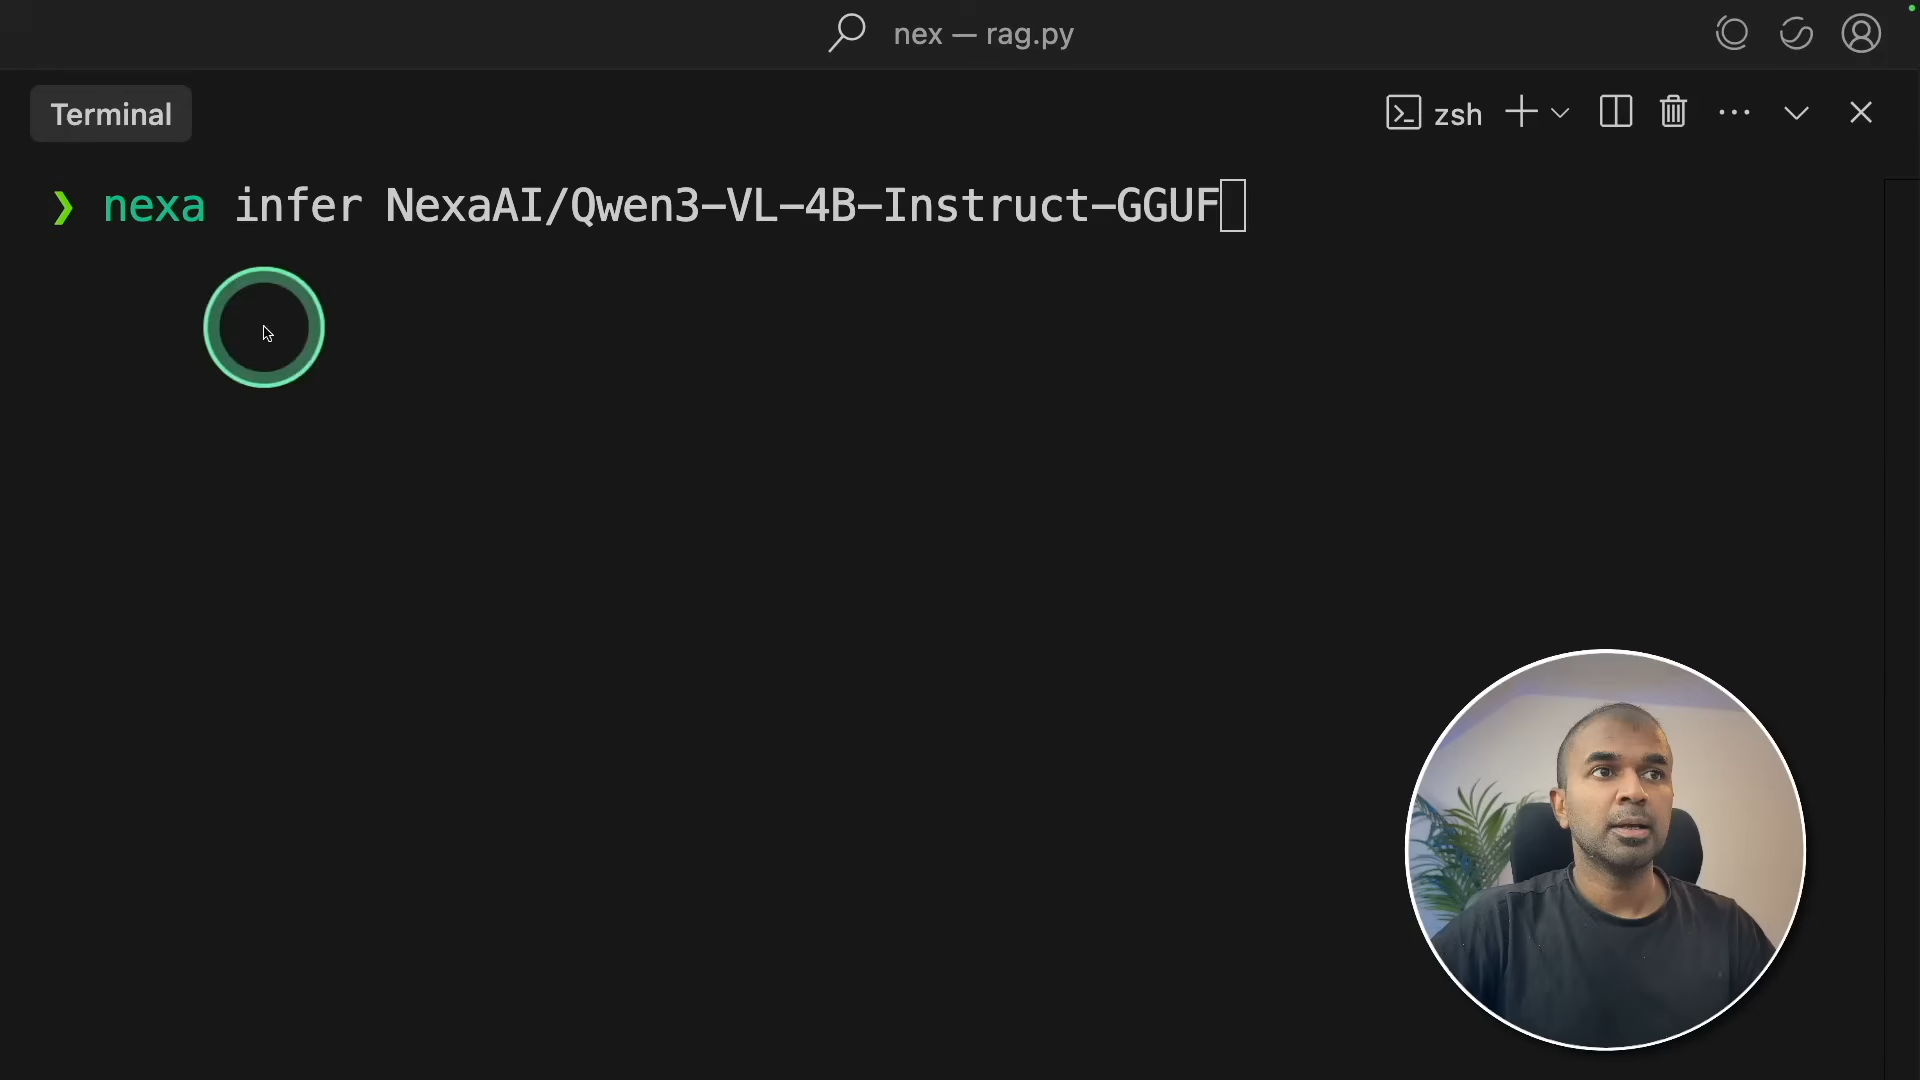 nex — rag.py
Terminal
zsh
❯ nexa infer NexaAI/Qwen3-VL-4B-Instruct-GGUF